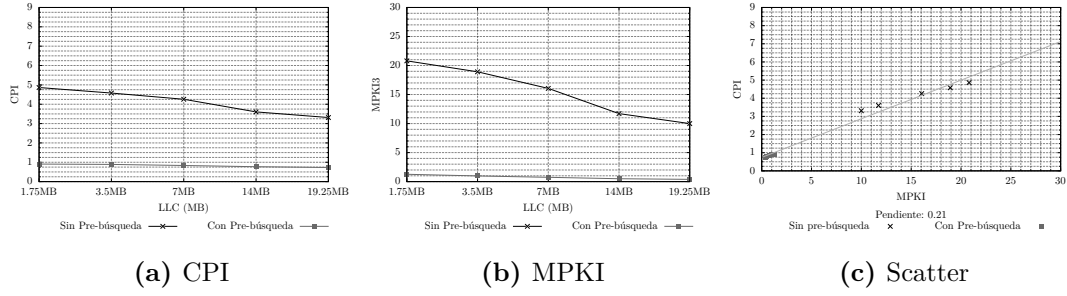 9
8
7
6
5
4
3
2
1
0
CPI
1.75MB 3.5MB 7MB 14MB 19.25MB
LLC (MB)
Sin Pre-búsqueda Con Pre-búsqueda
(a) CPI
30
25
20
15
10
5
0
MPKI3
1.75MB 3.5MB 7MB 14MB 19.25MB
LLC (MB)
Sin Pre-búsqueda Con Pre-búsqueda
(b) MPKI
9
8
7
6
5
4
3
2
1
0
CPI
0 5 10 15 20 25 30
MPKI
Pendiente: 0.21
Sin pre-búsqueda Con Pre-búsqueda
(c) Scatter